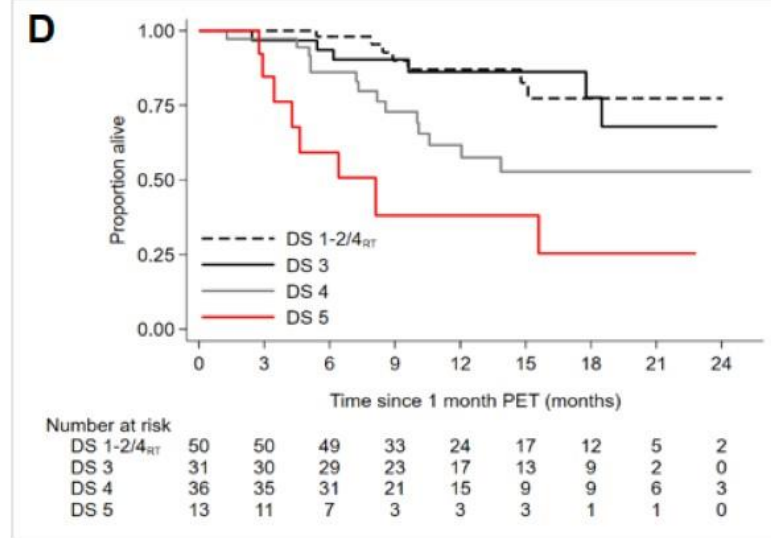 D
1.00
0.75
0.50
0.25
0.00
Proportion alive
DS 1-2/4RT
DS 3
DS 4
DS 5
0 3 6 9 12 15 18 21 24
Time since 1 month PET (months)
Number at risk
DS 1-2/4RT 50 50 49 33 24 17 12 5 2
DS 3 31 30 29 23 17 13 9 2 0
DS 4 36 35 31 21 15 9 9 6 3
DS 5 13 11 7 3 3 3 1 1 0